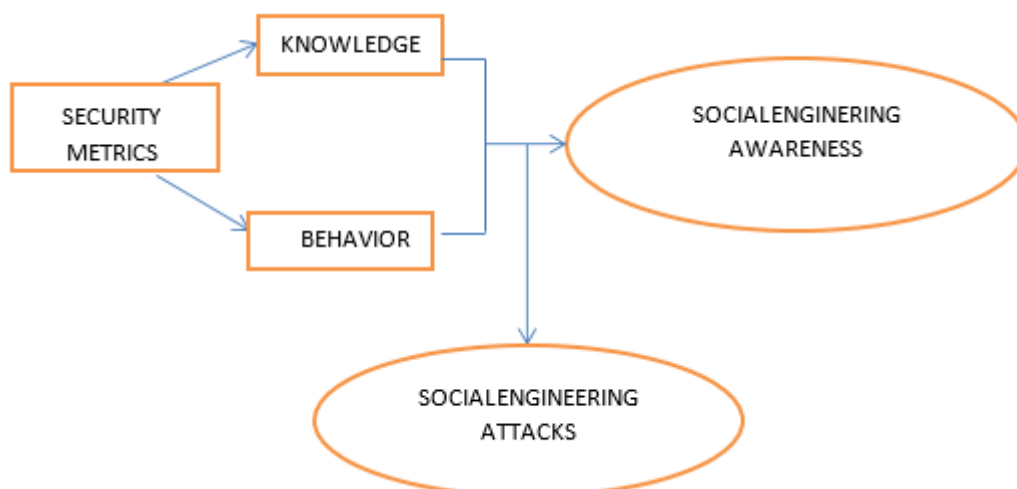 KNOWLEDGE
SECURITY
METRICS
SOCIALENGINERING
AWARENESS
BEHAVIOR
SOCIALENGINEERING
ATTACKS